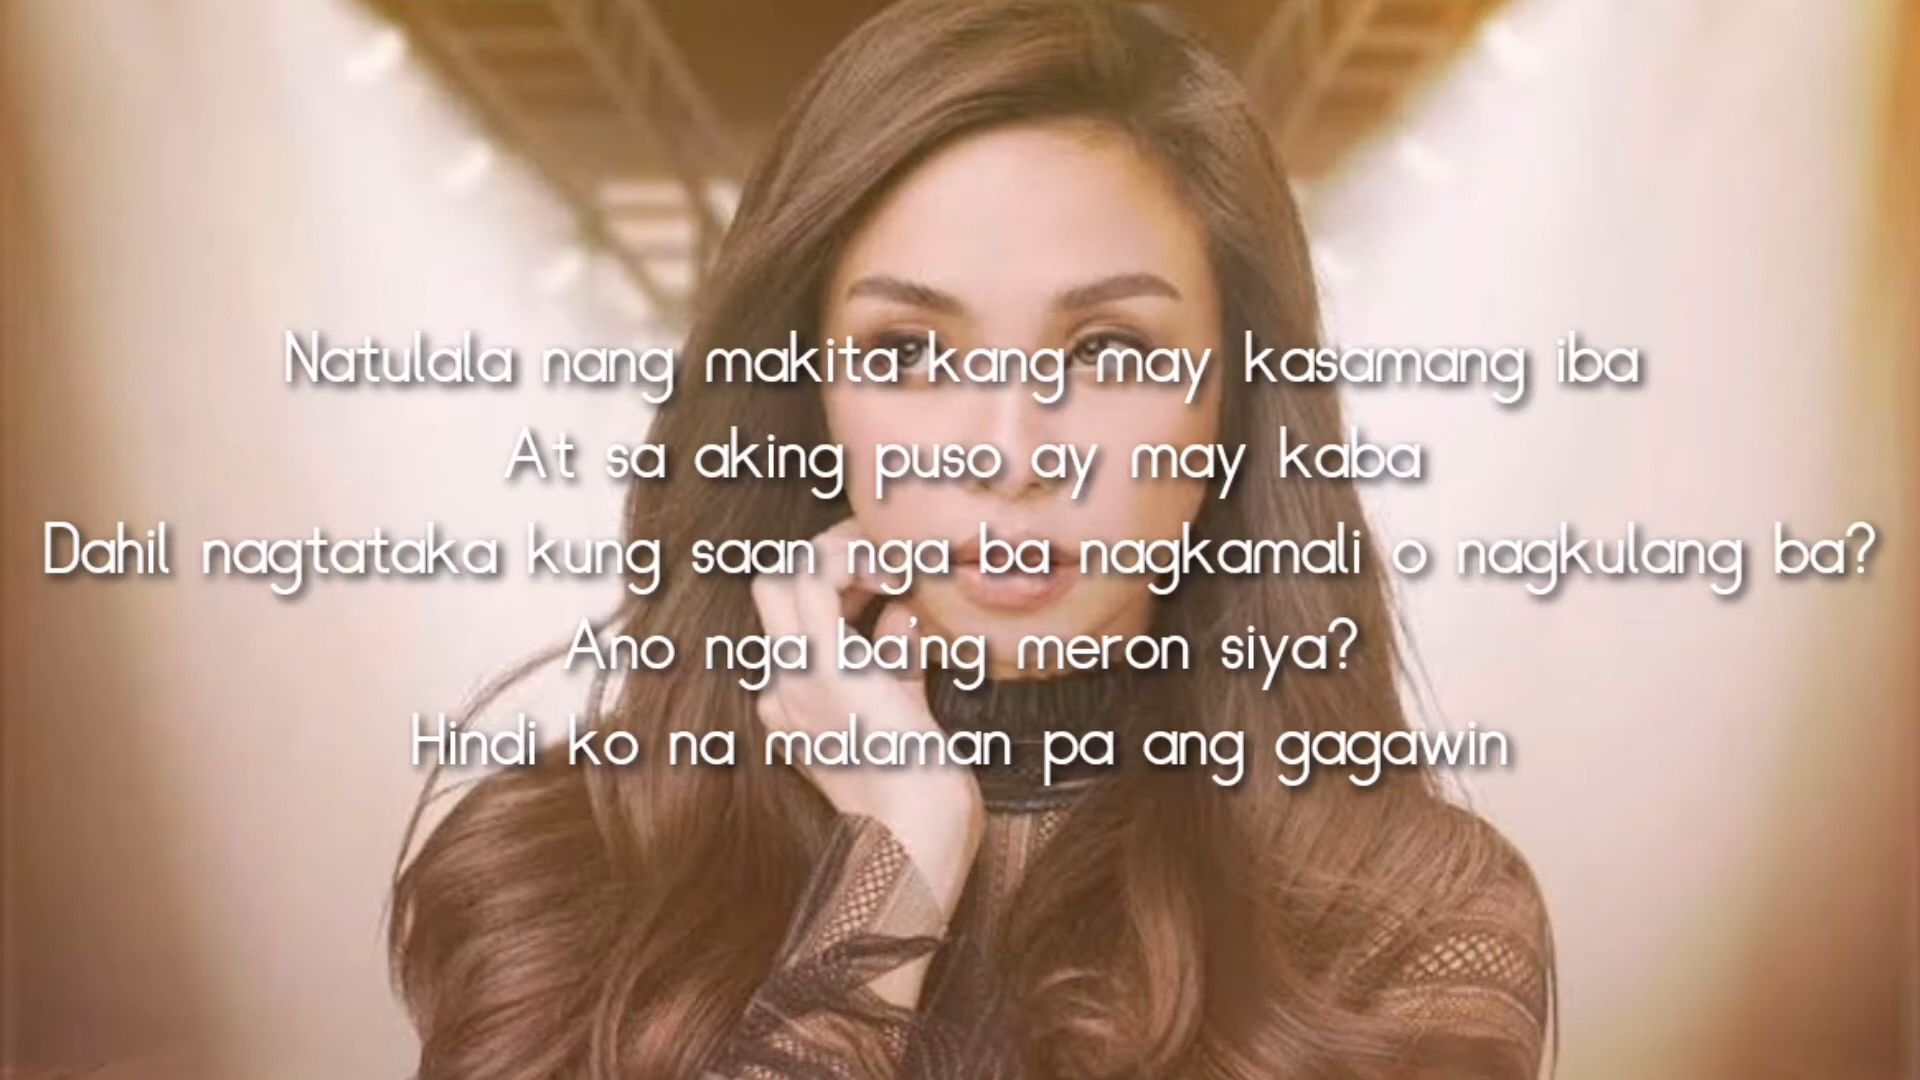 Natulala nang makita kang may kasamang iba
At sa aking puso ay may kaba
Dahil nagtataka kung saan nga ba nagkamali o nagkulang ba?
Ano nga ba'ng meron siya?
Hindi ko na malaman pa ang gagawin